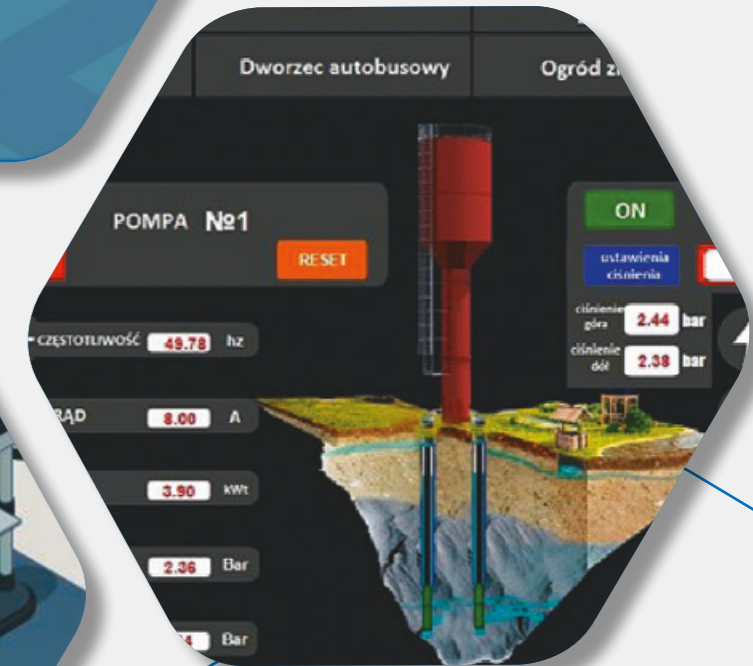 Dworzec autobusowy
Ogród
POMPA №1
RESET
ON
ustawienia
ciśnienia
ciśnienie
góra 2.44 bar
ciśnienie
dół 2.38 bar
CZĘSTOTLIWOŚĆ 49.78 hz
8.00 A
3.90 kWt
2.36 Bar
Bar